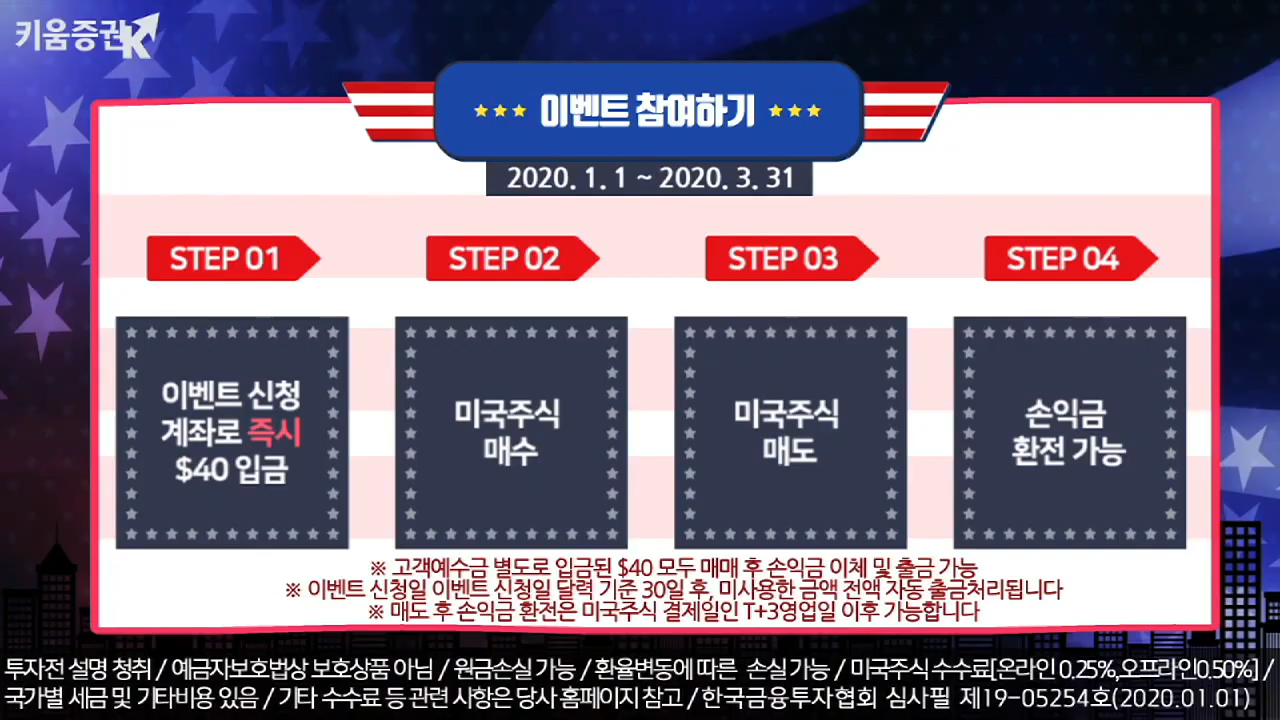 키움증권
이벤트 참여하기
2020. 1. 1 ~ 2020. 3. 31
STEP 01
이벤트 신청
계좌로 즉시
$40 입금
STEP 02
미국주식
매수
STEP 03
미국주식
매도
STEP 04
손익금
환전 가능
※ 고객예수금 별도로 입금된 $40 모두 매매 후 손익금 이체 및 출금 가능
※ 이벤트 신청일 이벤트 신청일 달력 기준 30일 후, 미사용한 금액 전액 자동 출금처리됩니다
※ 매도 후 손익금 환전은 미국주식 결제일인 T+3영업일 이후 가능합니다
투자전 설명 청취 / 예금자보호법상 보호상품 아님 / 원금손실 가능 / 환율변동에 따른 손실 가능 / 미국주식 수수료[온라인 0.25%,오프라인0.50%] /
국가별 세금 및 기타비용 있음 / 기타 수수료 등 관련 사항은 당사 홈페이지 참고 / 한국금융투자협회 심사필 제19-05254호(2020.01.01)